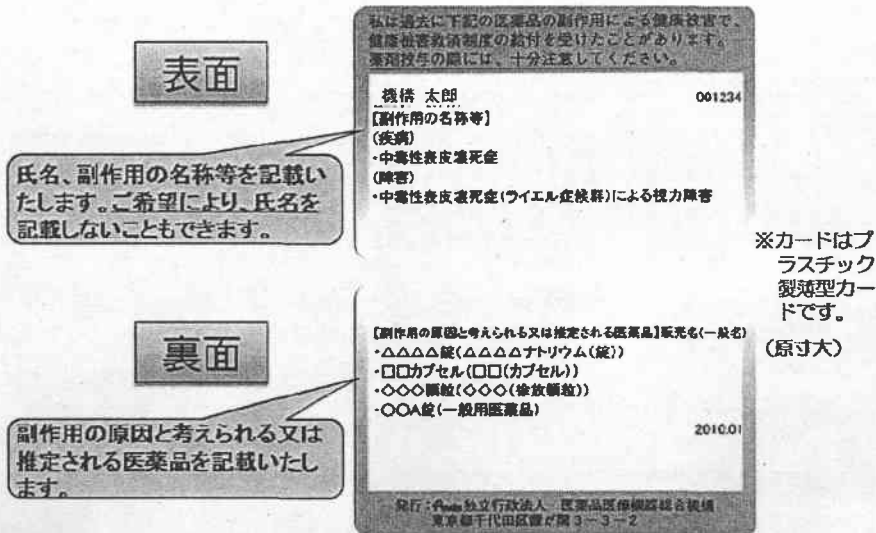 表面
私は過去に下記の医薬品の副作用による健康被害で、
健康被害救済制度の給付を受けたことがあります。
薬剤投与の際には、十分注意してください。
機構 太郎 001234
【副作用の名称等】
(疾病)
・中毒性表皮壊死症
(障害)
・中毒性表皮壊死症(ライエル症候群)による視力障害
氏名、副作用の名称等を記載い
たします。ご希望により、氏名を
記載しないこともできます。
※カードはプ
ラスチック
製薄型カー
ドです。
(原寸大)
裏面
【副作用の原因と考えられる又は推定される医薬品】販売名(一般名)
・△△△△錠(△△△△ナトリウム(錠))
・□□カプセル(□□(カプセル))
・◇◇◇顆粒(◇◇◇(徐放顆粒))
・○○A錠(一般用医薬品)
2010.01
副作用の原因と考えられる又は
推定される医薬品を記載いたし
ます。
発行:Pmda独立行政法人 医薬品医療機器総合機構
東京都千代田区霞が関3-3-2